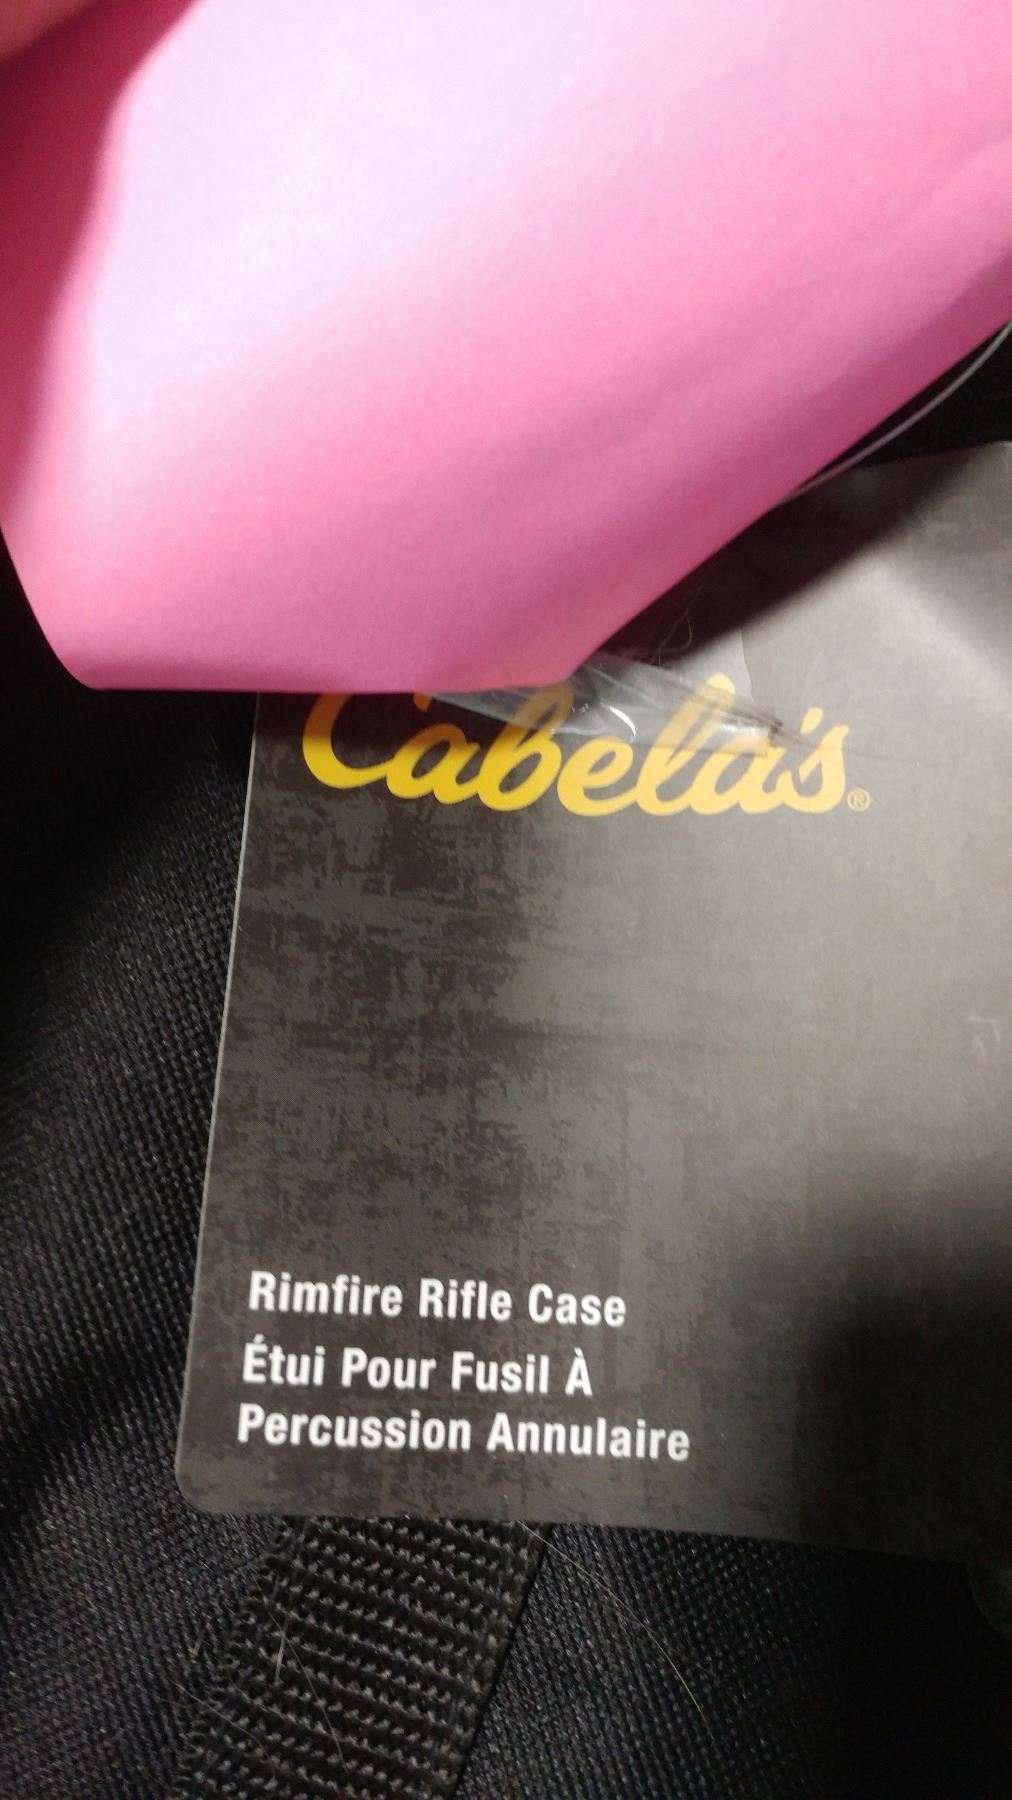 Cabela's®
Rimfire Rifle Case
Étui Pour Fusil À
Percussion Annulaire